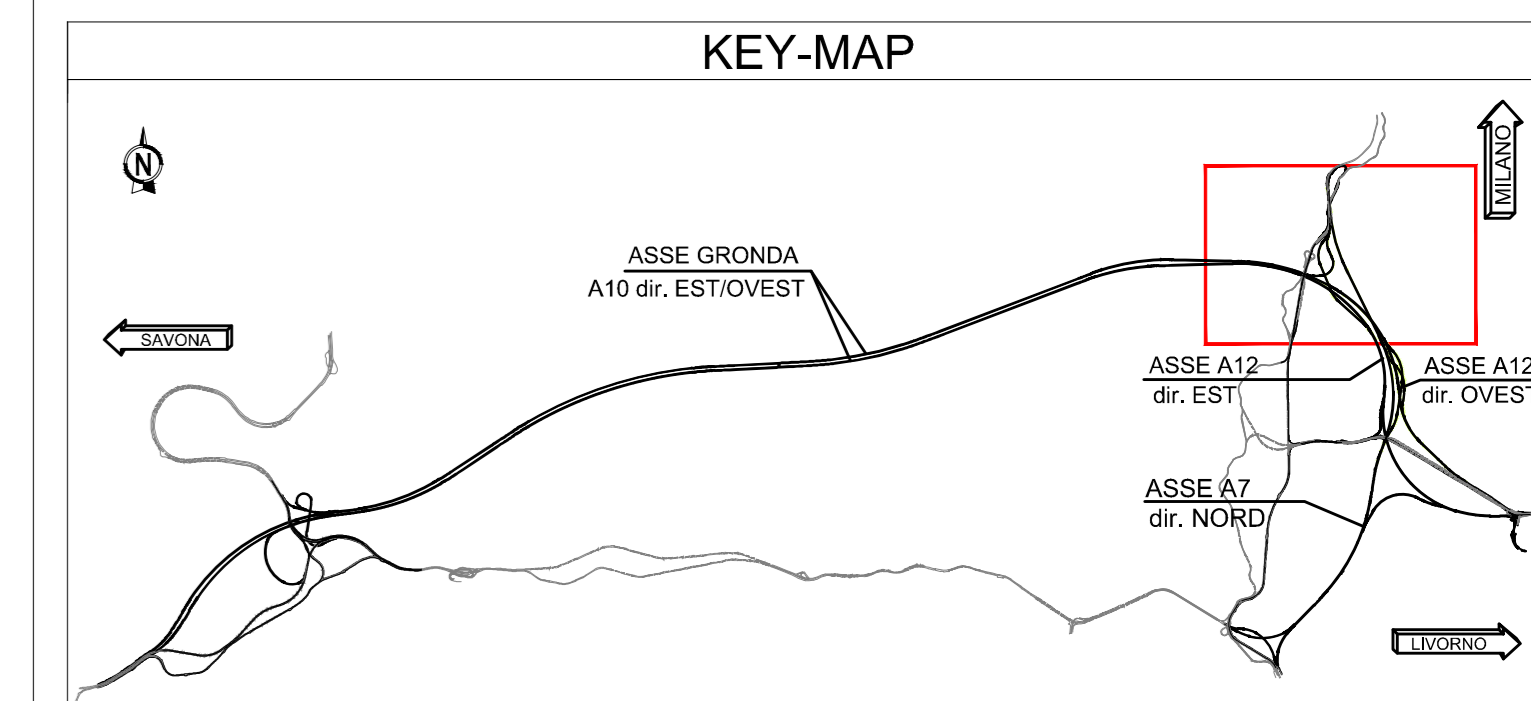 KEY-MAP
N
MILANO
ASSE GRONDA
A10 dir. EST/OVEST
SAVONA
ASSE A12
dir. EST
ASSE A12
dir. OVEST
ASSE A7
dir. NORD
LIVORNO